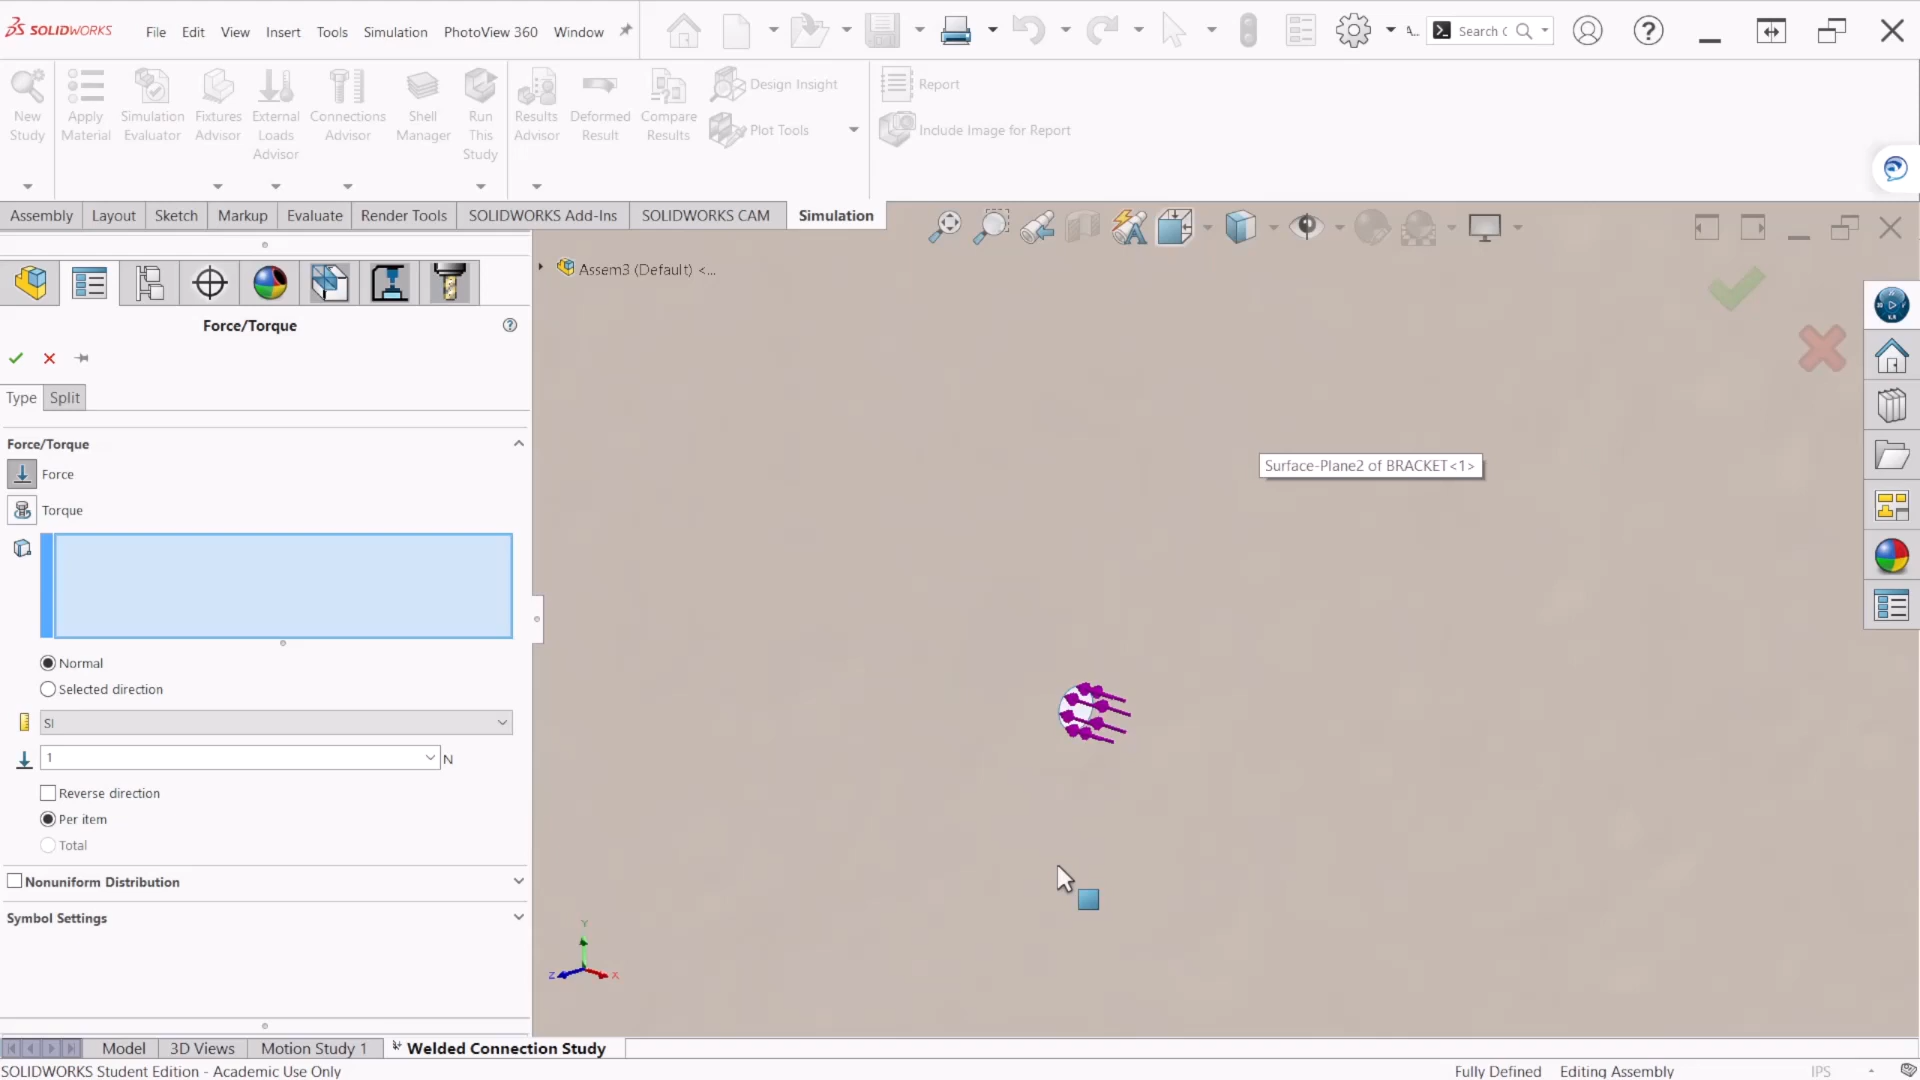 SOLIDWORKS
File Edit View Insert Tools Simulation PhotoView 360 Window
A...
Search C
New Study
Apply Material
Simulation Evaluator
Fixtures Advisor
External Loads Advisor
Connections Advisor
Shell Manager
Run This Study
Results Advisor
Deformed Result
Compare Results
Design Insight
Plot Tools
Report
Include Image for Report
Assembly Layout Sketch Markup Evaluate Render Tools SOLIDWORKS Add-Ins SOLIDWORKS CAM Simulation
Assem3 (Default) <...
Force/Torque
Type Split
Force/Torque
Force
Torque
Normal
Selected direction
SI
1 N
Reverse direction
Per item
Total
Nonuniform Distribution
Symbol Settings
Surface-Plane2 of BRACKET<1>
Y
Z X
Model 3D Views Motion Study 1 Welded Connection Study
SOLIDWORKS Student Edition - Academic Use Only
Fully Defined Editing Assembly IPS